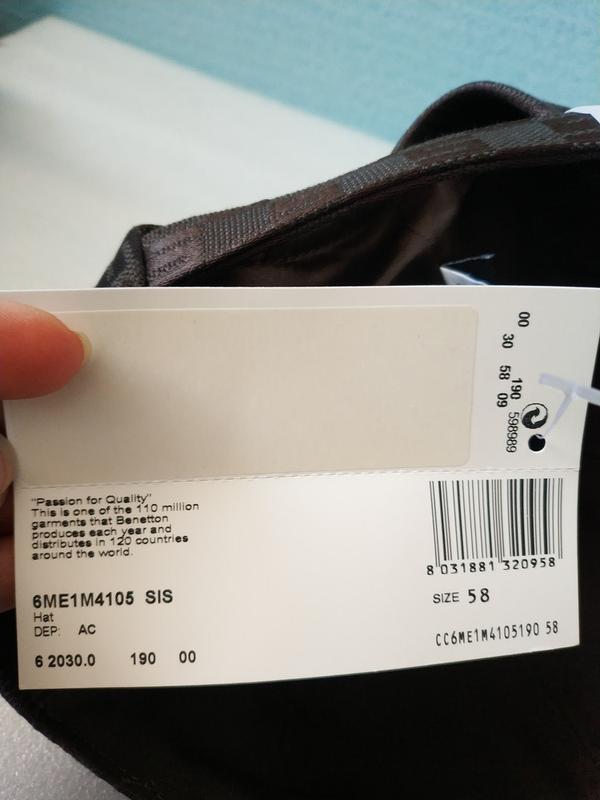 00
30
58 09
190 598989
"Passion for Quality"
This is one of the 110 million
garments that Benetton
produces each year and
distributes in 120 countries
around the world.
8 031881 320958
6ME1M4105 SIS
SIZE 58
Hat
DEP: AC
CC6ME1M4105190 58
6 2030.0 190 00